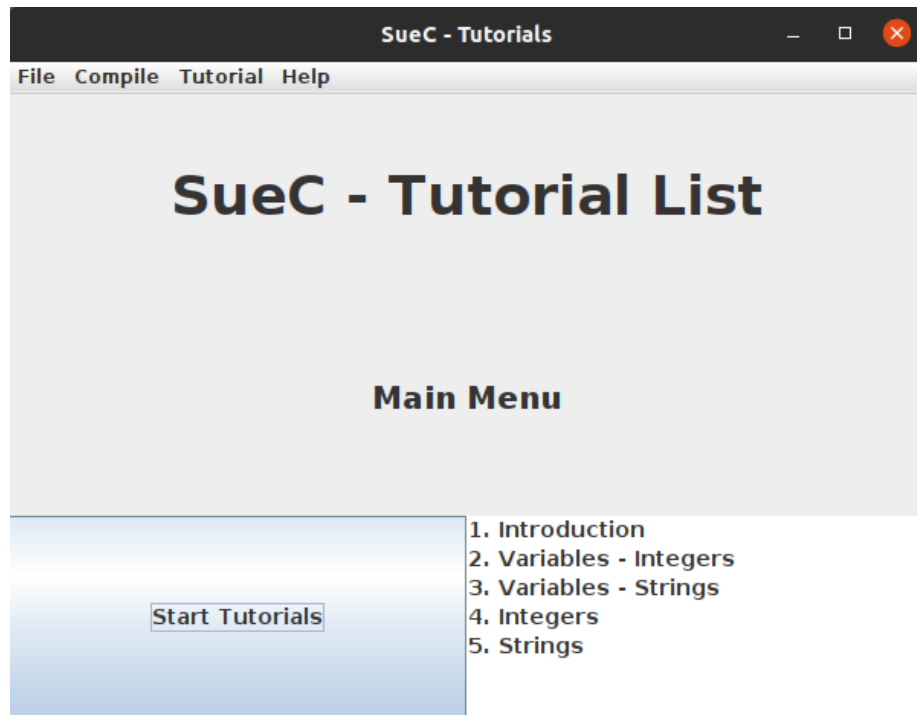 SueC - Tutorials
File Compile Tutorial Help
SueC - Tutorial List
Main Menu
Start Tutorials
1. Introduction
2. Variables - Integers
3. Variables - Strings
4. Integers
5. Strings